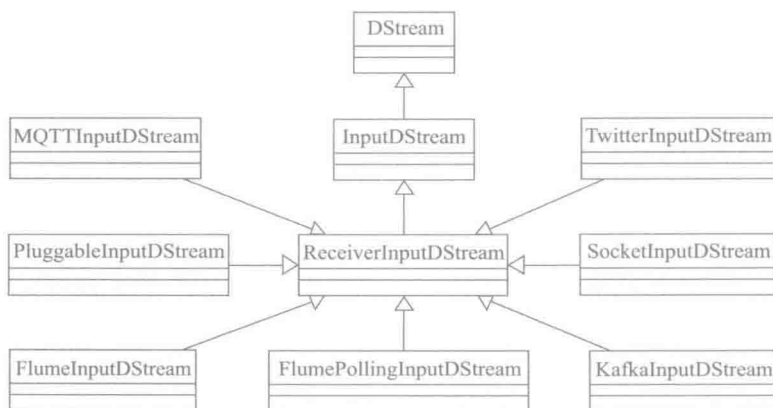 DStream
MQTTInputDStream
InputDStream
TwitterInputDStream
PluggableInputDStream
ReceiverInputDStream
SocketInputDStream
FlumeInputDStream
FlumePollingInputDStream
KafkaInputDStream